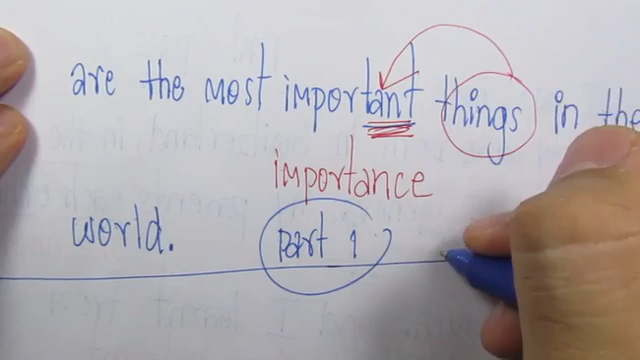 are the most important things in the
importance
world. Part 1